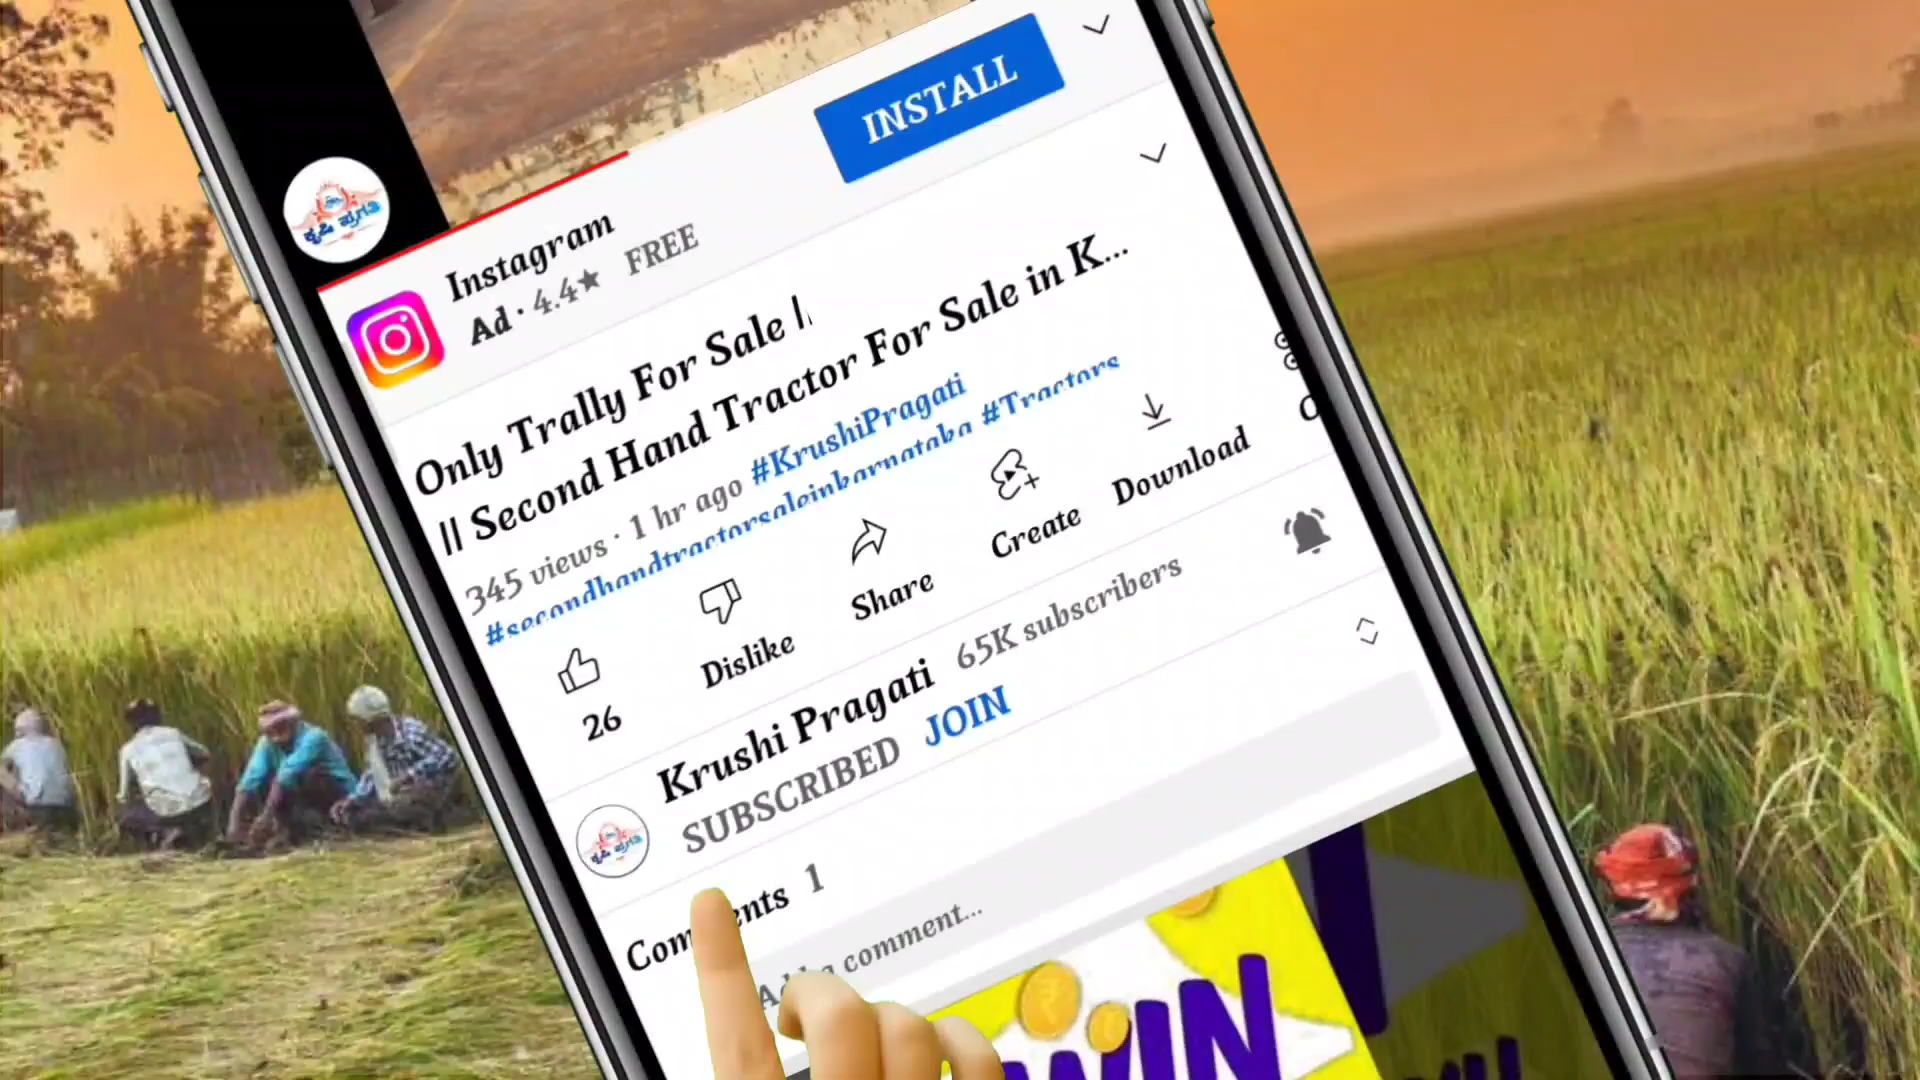 INSTALL
ಕೃಷಿ ಪ್ರಗತಿ
Instagram
Ad · 4.4★ FREE
Only Trally For Sale ||
|| Second Hand Tractor For Sale in K...
345 views · 1 hr ago #KrushiPragati
#secondhandtractorsaleinkarnataka #Tractors
26
Dislike
Share
Create
Download
Krushi Pragati 65K subscribers
SUBSCRIBED JOIN
ಕೃಷಿ ಪ್ರಗತಿ
1
comment...
WIN